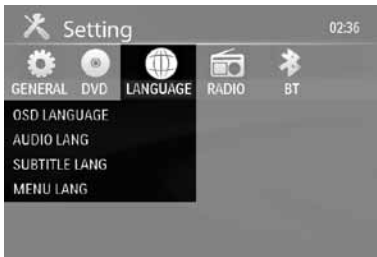 Setting 02:36
GENERAL DVD LANGUAGE RADIO BT
OSD LANGUAGE
AUDIO LANG
SUBTITLE LANG
MENU LANG